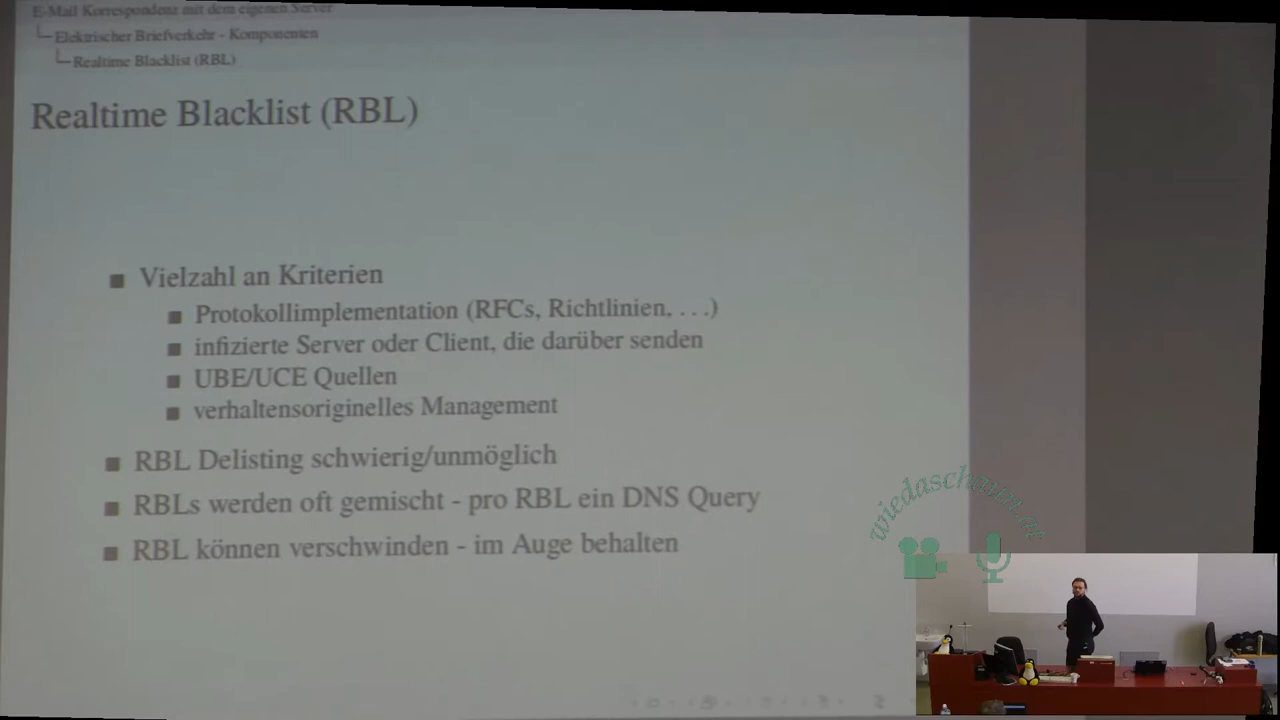 E-Mail Korrespondenz mit dem eigenen Server
Elektrischer Briefverkehr - Komponenten
Realtime Blacklist (RBL)
Realtime Blacklist (RBL)
Vielzahl an Kriterien
Protokollimplementation (RFCs, Richtlinien, . . .)
infizierte Server oder Client, die darüber senden
UBE/UCE Quellen
verhaltensoriginelles Management
RBL Delisting schwierig/unmöglich
RBLs werden oft gemischt - pro RBL ein DNS Query
RBL können verschwinden - im Auge behalten
wiedaschauen.at